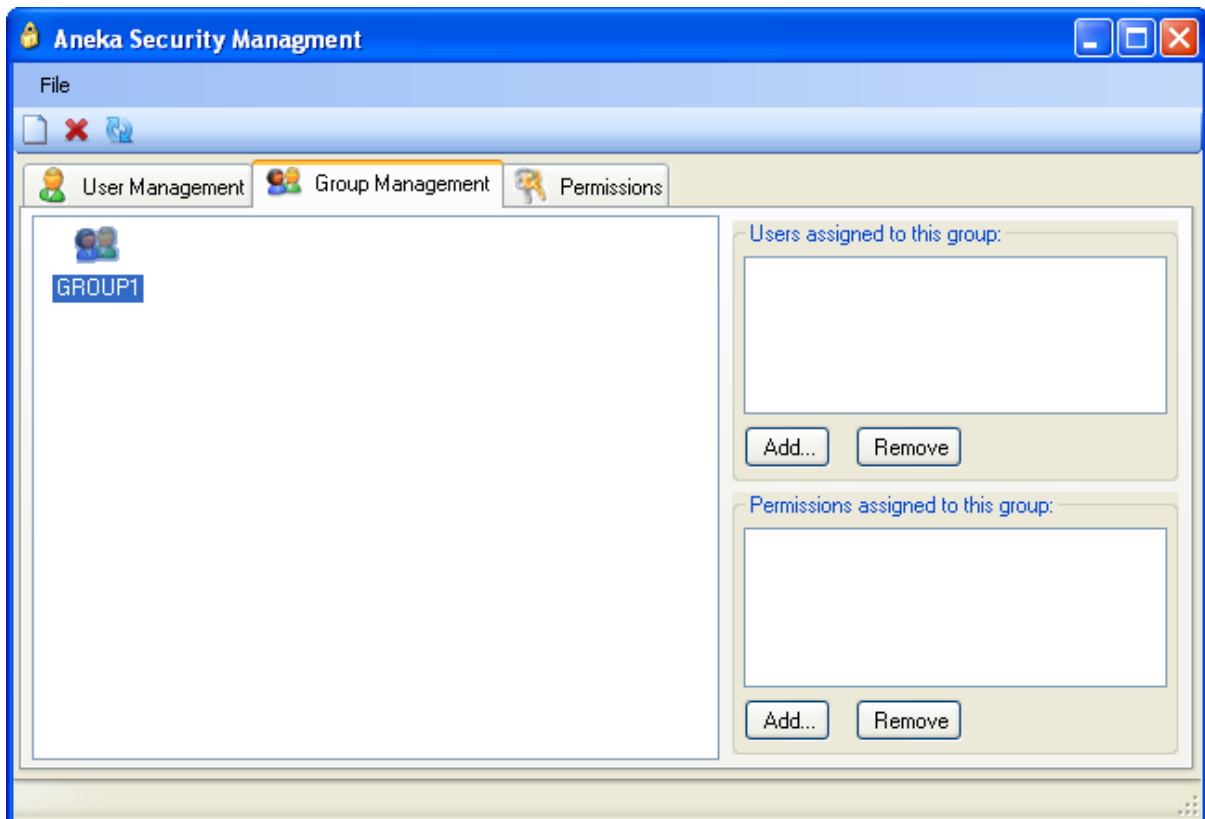 Aneka Security Managment
File
User Management
Group Management
Permissions
GROUP1
Users assigned to this group:
Add...
Remove
Permissions assigned to this group:
Add...
Remove